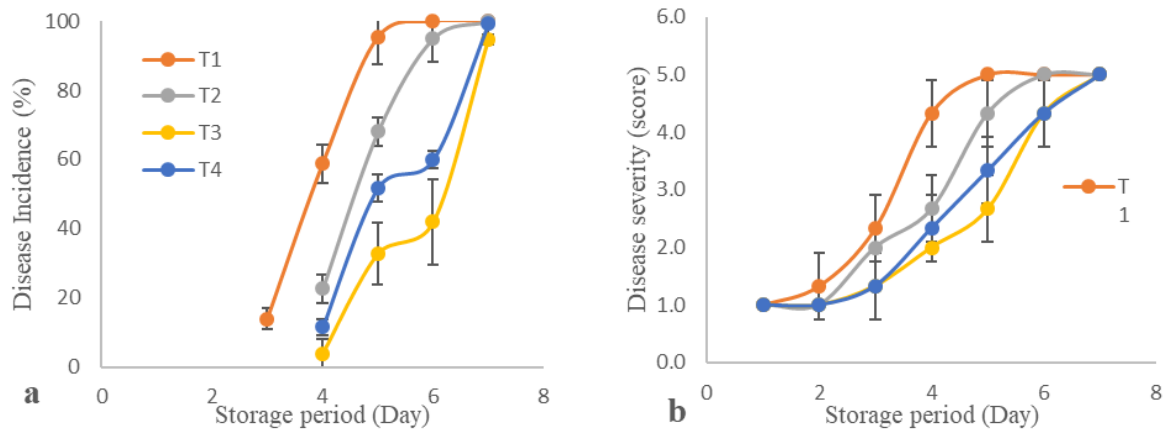 Disease Incidence (%)
100
80
60
40
20
0
T1
T2
T3
T4
0 2 4 6 8
Storage period (Day)
a
Disease severity (score)
6.0
5.0
4.0
3.0
2.0
1.0
0.0
T
1
0 2 4 6 8
Storage period (Day)
b